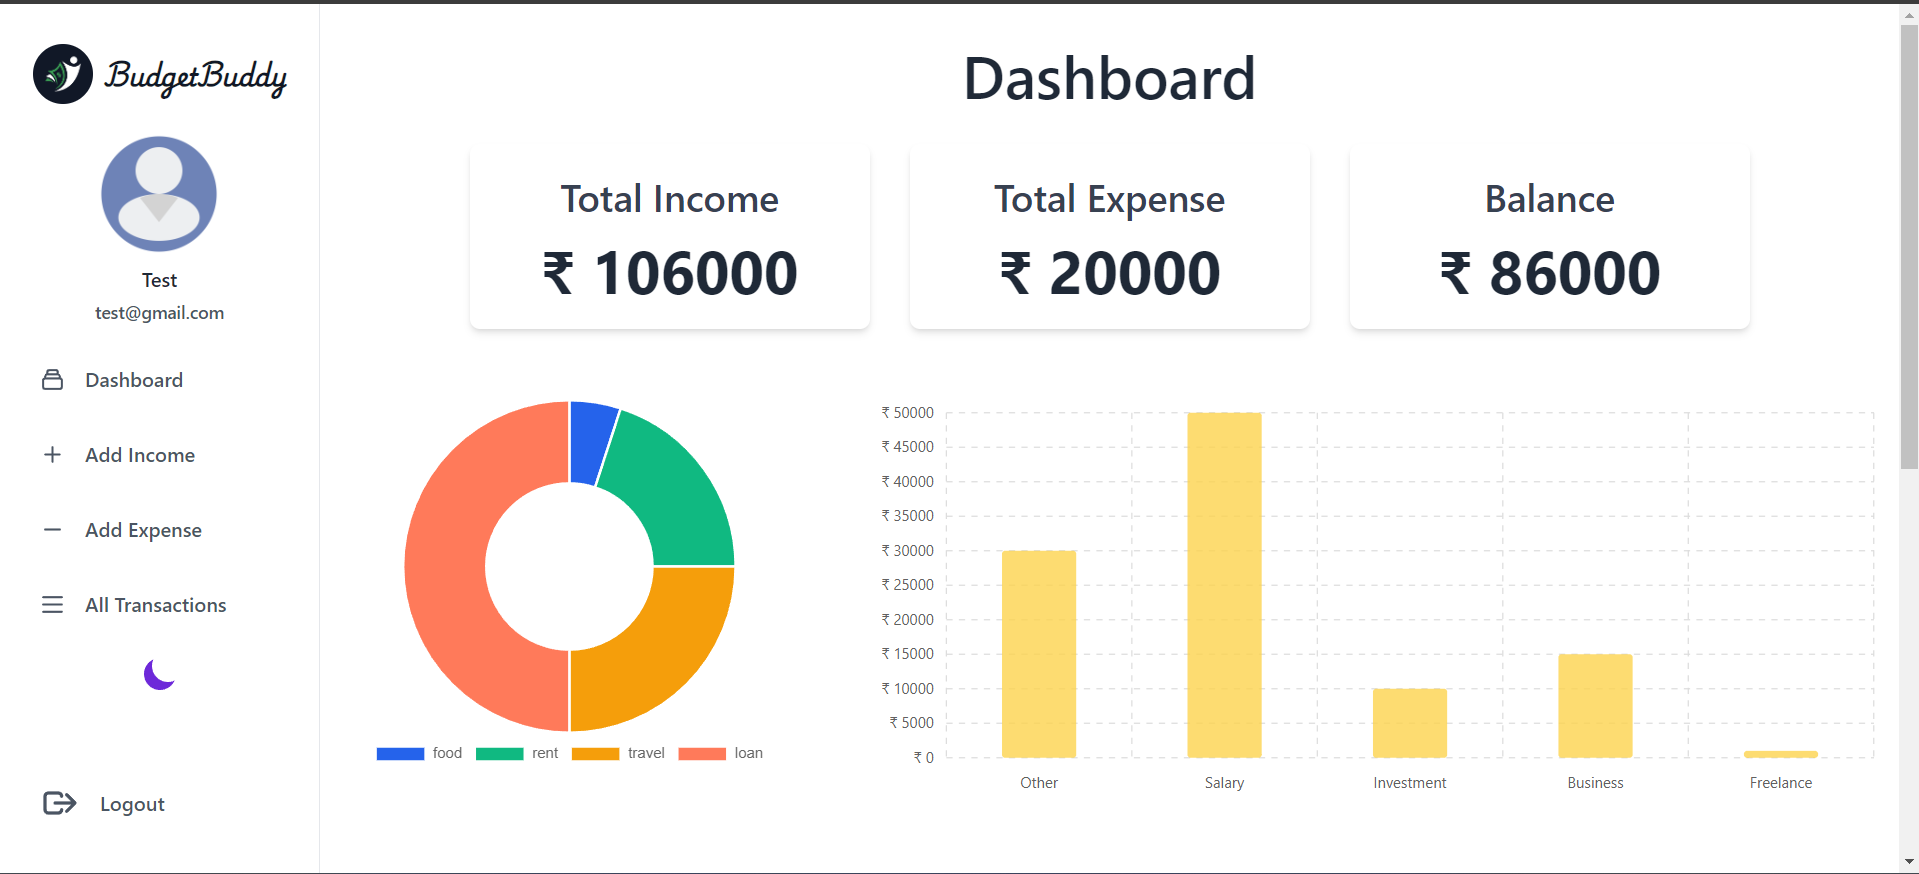 BudgetBuddy
Test
test@gmail.com
Dashboard
Add Income
Add Expense
All Transactions
Logout
Dashboard
Total Income
₹ 106000
Total Expense
₹ 20000
Balance
₹ 86000
food rent travel loan
₹ 50000
₹ 45000
₹ 40000
₹ 35000
₹ 30000
₹ 25000
₹ 20000
₹ 15000
₹ 10000
₹ 5000
₹ 0
Other Salary Investment Business Freelance